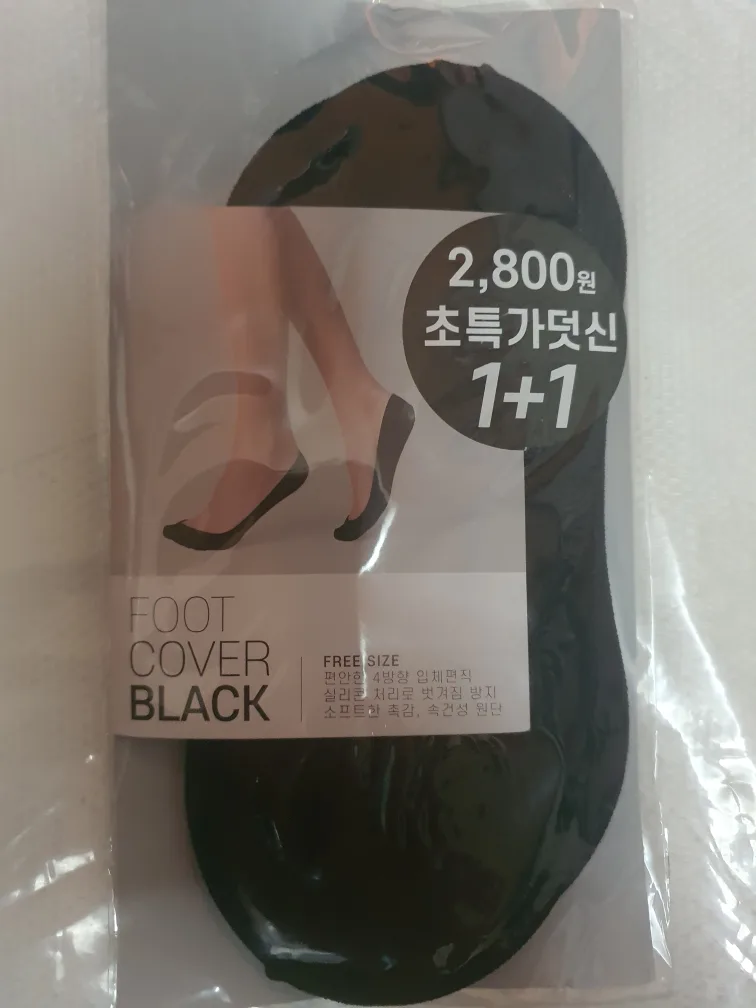 2,800원
초특가덧신
1+1
FOOT
COVER
BLACK
FREE SIZE
편안한 4방향 입체편직
실리콘 처리로 벗겨짐 방지
소프트한 촉감, 속건성 원단